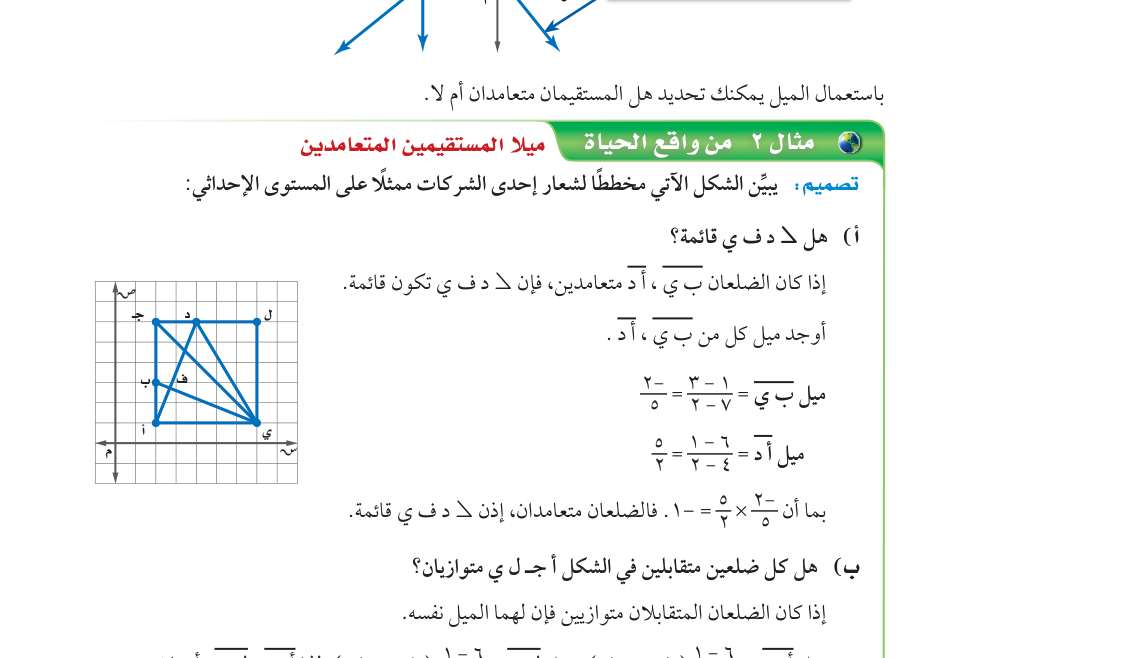 باستعمال الميل يمكنك تحديد هل المستقيمان متعامدان أم لا.
مثال ٢ من واقع الحياة ميلا المستقيمين المتعامدين
تصميم: يبيِّن الشكل الآتي مخططًا لشعار إحدى الشركات ممثلًا على المستوى الإحداثي:
أ) هل ∠ د ف ي قائمة؟
إذا كان الضلعان ب ي ، أ د متعامدين، فإن ∠ د ف ي تكون قائمة.
أوجد ميل كل من ب ي ، أ د .
ميل ب ي = (١ − ٣)/(٧ − ٢) = −٢/٥
ميل أ د = (٦ − ١)/(٤ − ٢) = ٥/٢
بما أن −٢/٥ × ٥/٢ = −١. فالضلعان متعامدان، إذن ∠ د ف ي قائمة.
ص
جـ د ل
ب ف
أ ي
م س
ب) هل كل ضلعين متقابلين في الشكل أ جـ ل ي متوازيان؟
إذا كان الضلعان المتقابلان متوازيين فإن لهما الميل نفسه.
٦ − ١ ٦ − ١